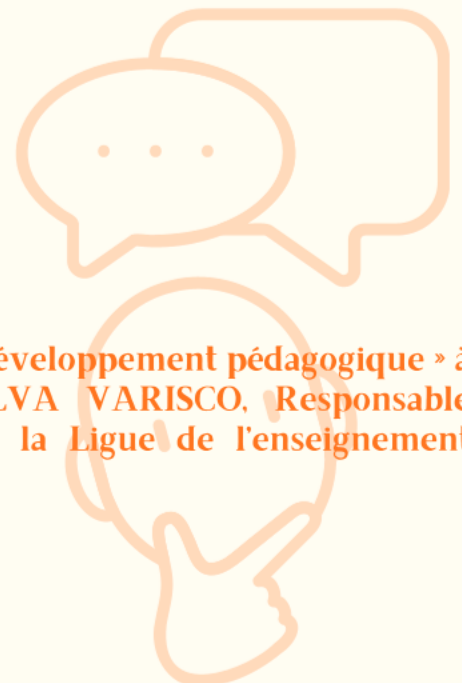 éveloppement pédagogique » à
LVA VARISCO, Responsable
la Ligue de l'enseignement